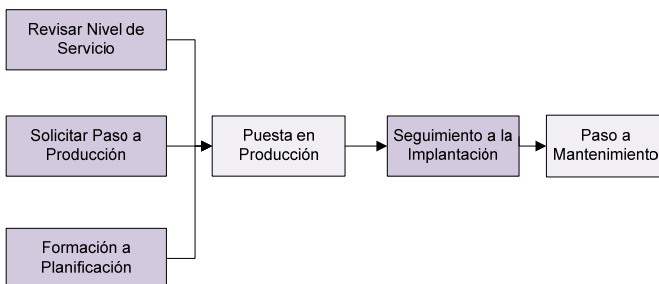 Revisar Nivel de
Servicio
Solicitar Paso a
Producción
Formación a
Planificación
Puesta en
Producción
Seguimiento a la
Implantación
Paso a
Mantenimiento